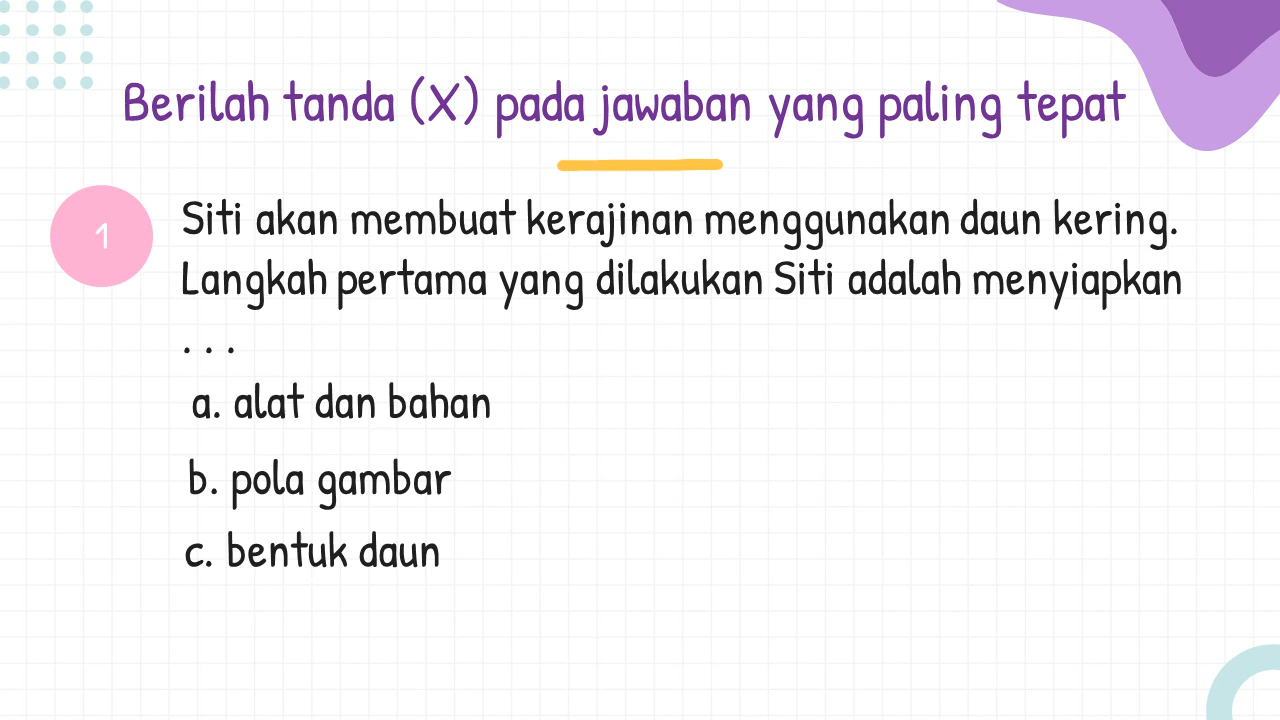 Berilah tanda (X) pada jawaban yang paling tepat
1
Siti akan membuat kerajinan menggunakan daun kering.
Langkah pertama yang dilakukan Siti adalah menyiapkan
. . .
a. alat dan bahan
b. pola gambar
c. bentuk daun